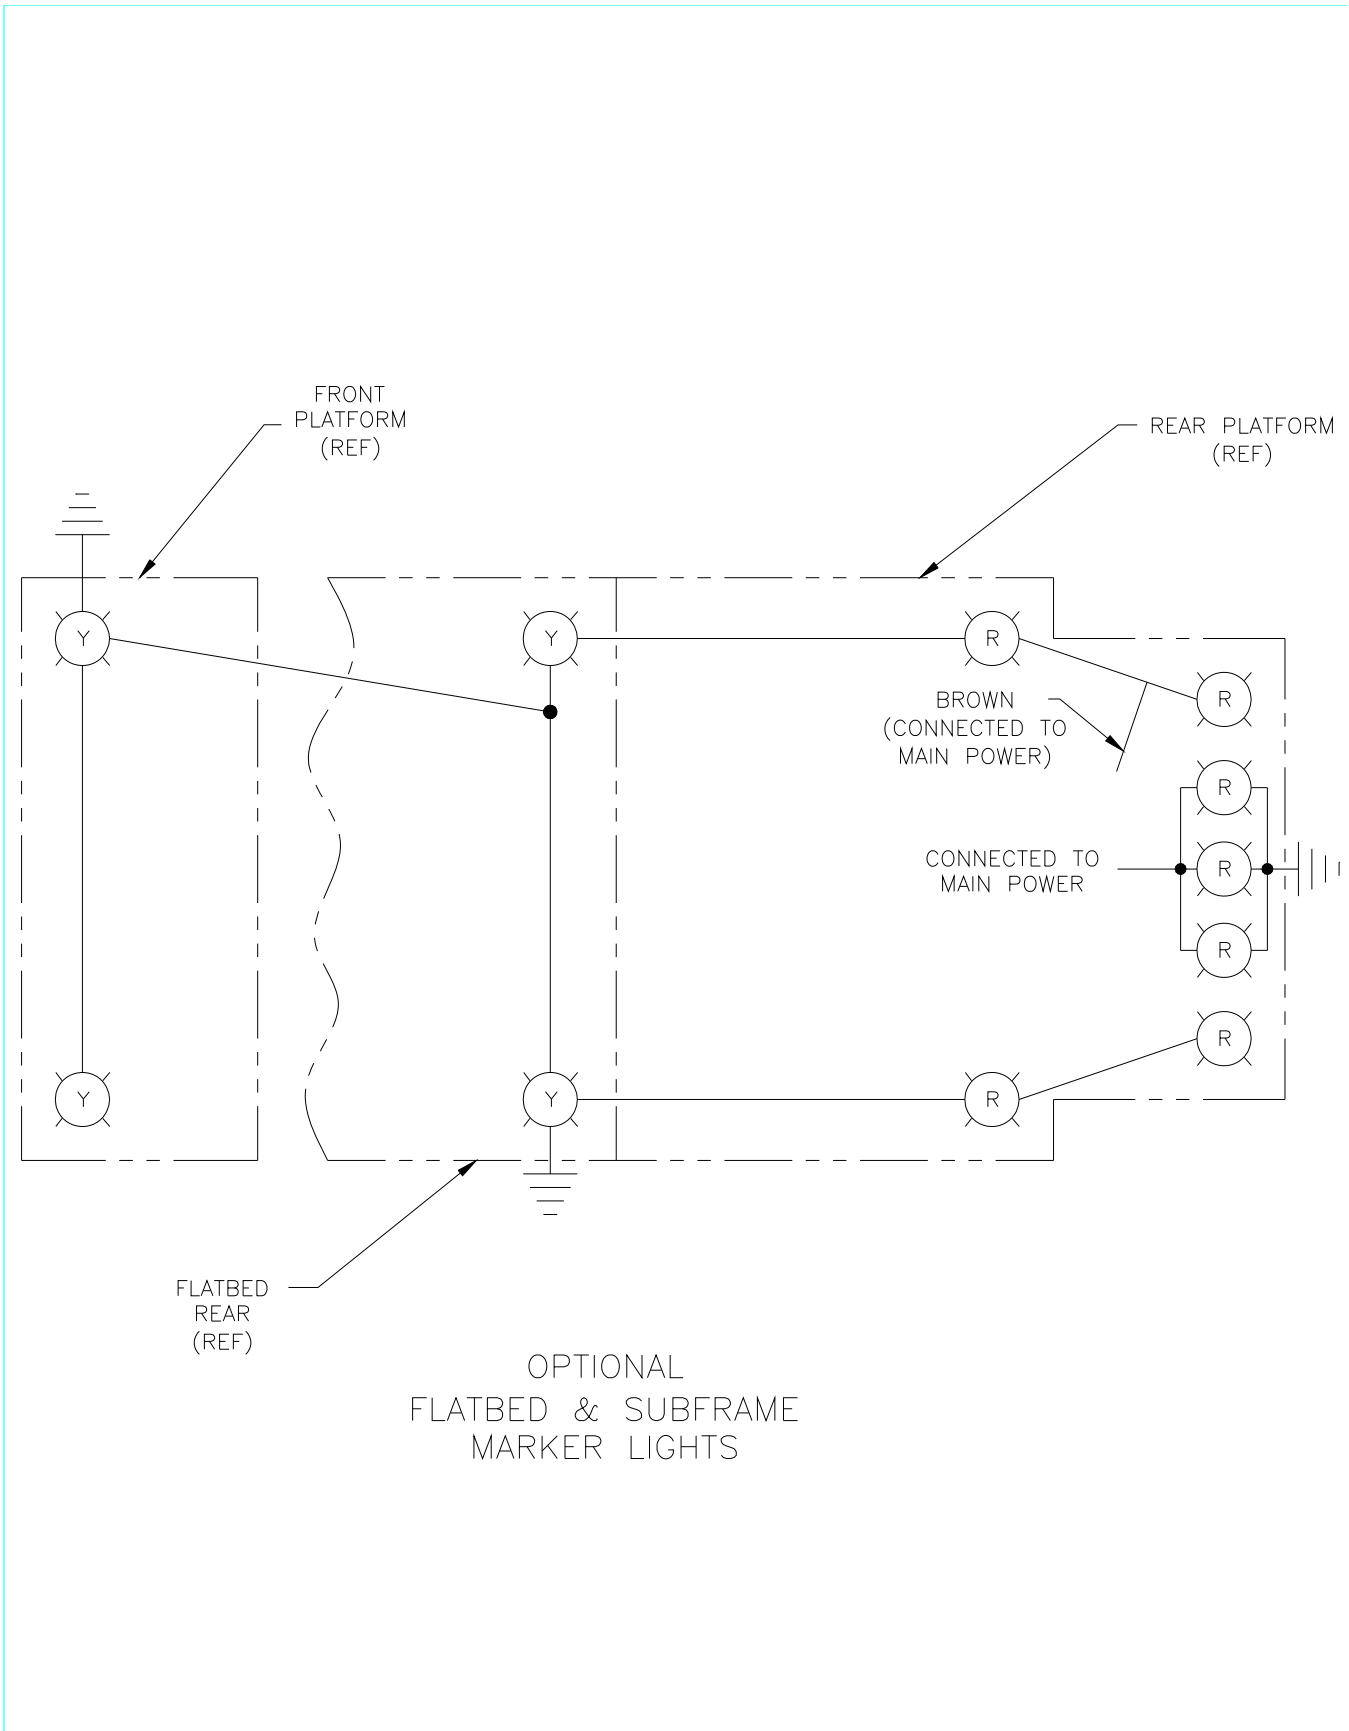 FRONT
PLATFORM
(REF)
REAR PLATFORM
(REF)
Y
Y
R
R
BROWN
(CONNECTED TO
MAIN POWER)
R
CONNECTED TO
MAIN POWER
R
R
R
Y
Y
R
FLATBED
REAR
(REF)
OPTIONAL
FLATBED & SUBFRAME
MARKER LIGHTS